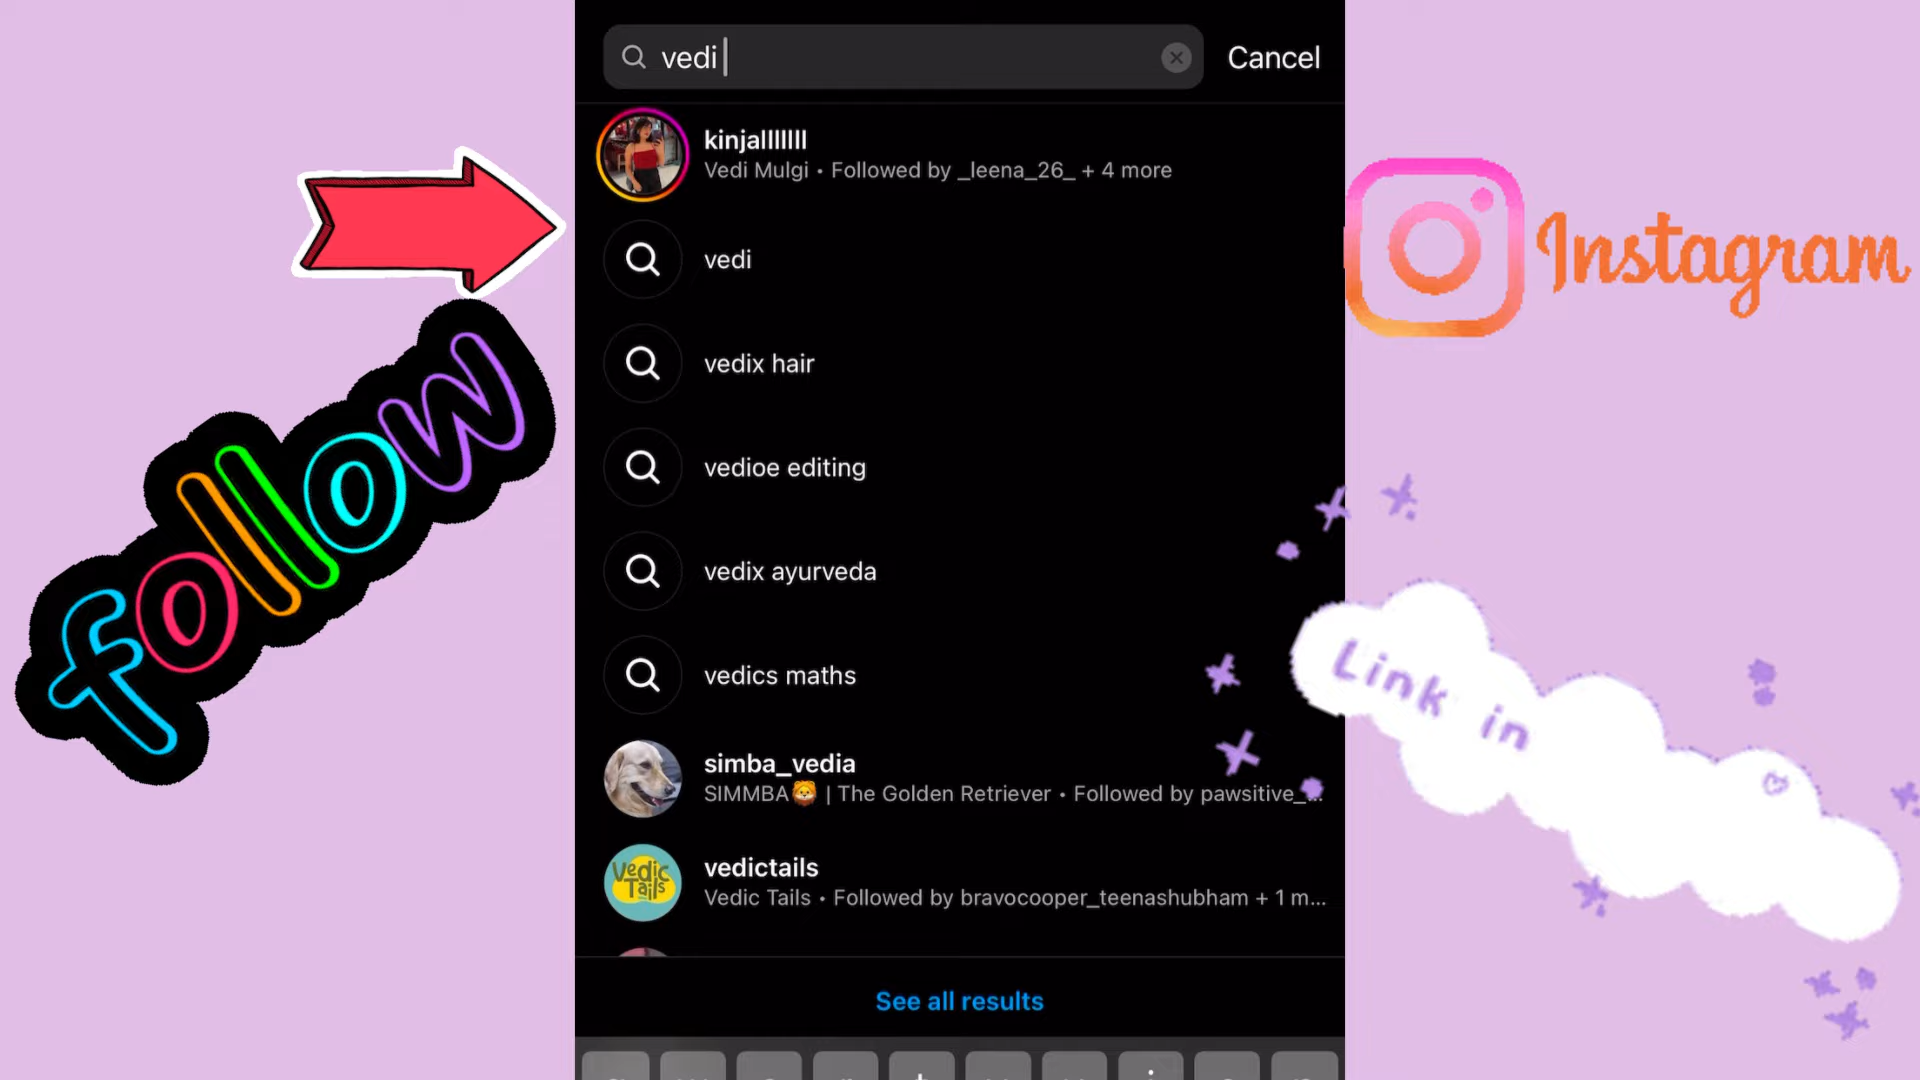 vedi
Cancel
kinjalllllll
Vedi Mulgi • Followed by _leena_26_ + 4 more
vedi
vedix hair
vedioe editing
vedix ayurveda
vedics maths
simba_vedia
SIMMBA🦁 | The Golden Retriever • Followed by pawsitive_...
vedictails
Vedic Tails • Followed by bravocooper_teenashubham + 1 m...
Vedic
Tails
See all results
follow
Instagram
Link in